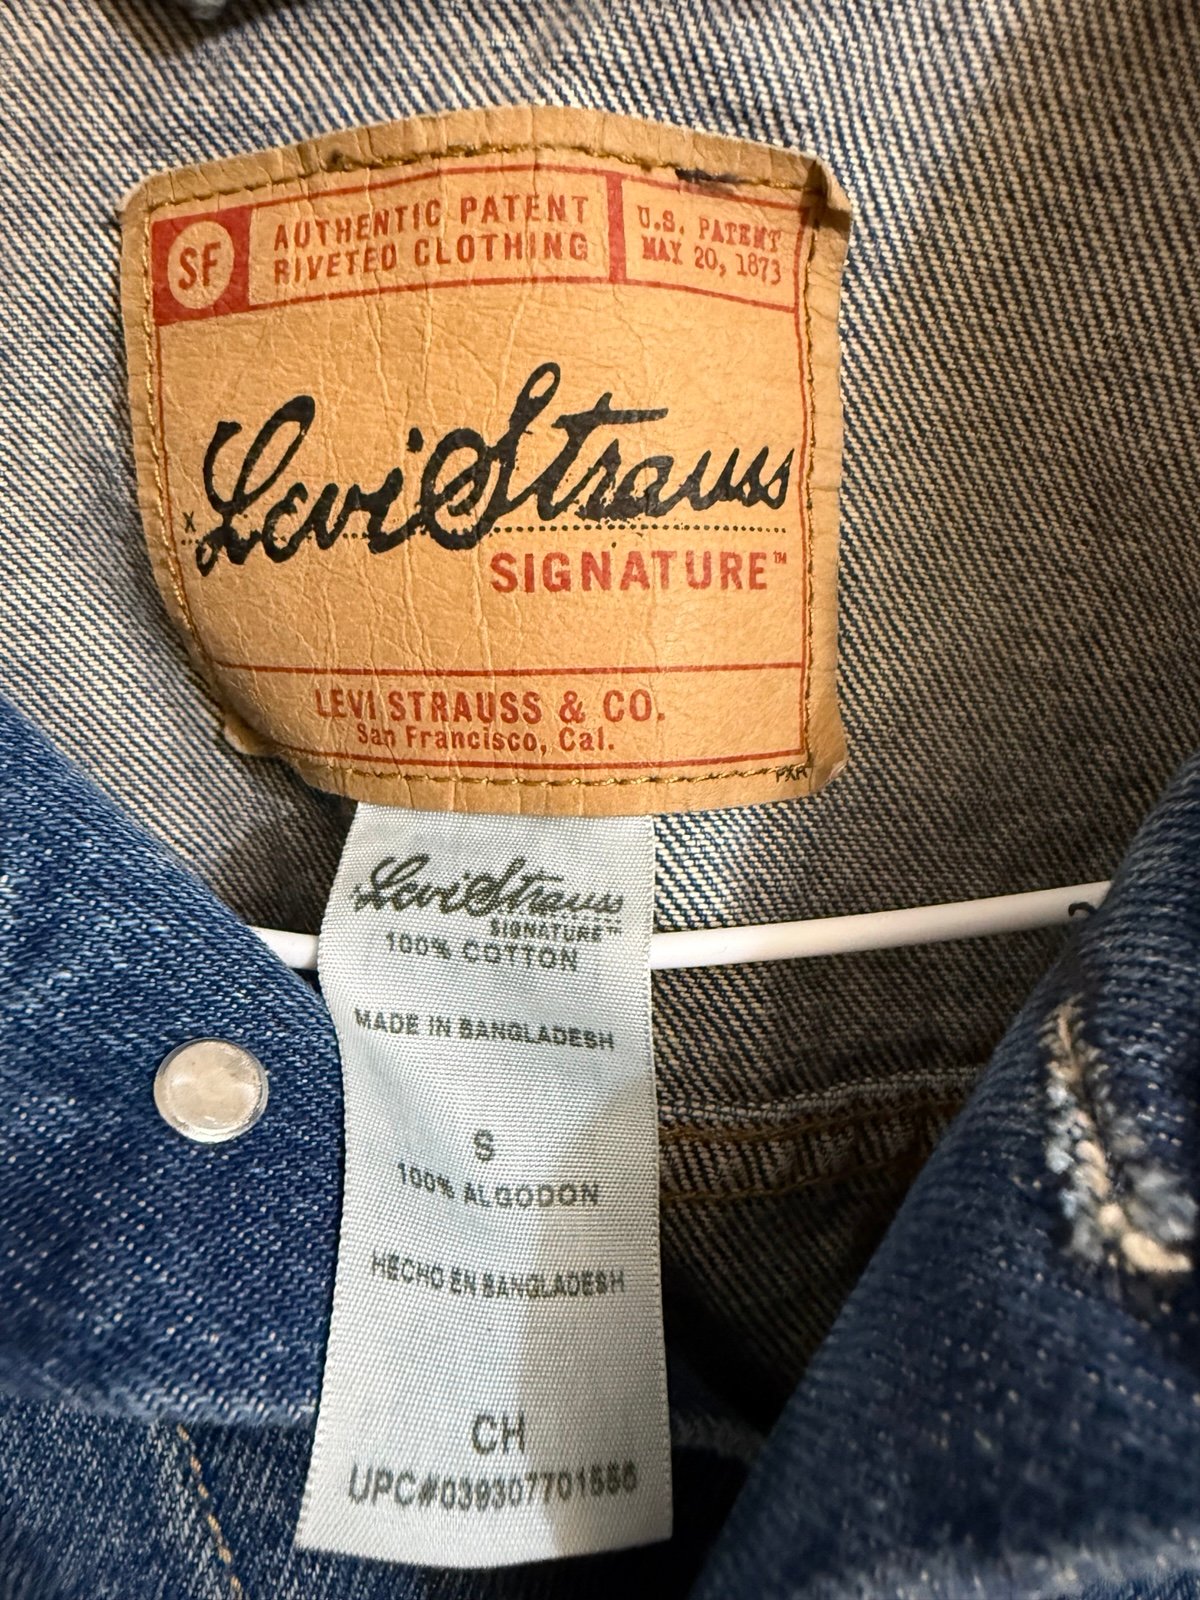 SF
AUTHENTIC PATENT
RIVETED CLOTHING
U.S. PATENT
MAY 20, 1873
x
Levi Strauss
SIGNATURE™
LEVI STRAUSS & CO.
San Francisco, Cal.
Levi Strauss
SIGNATURE™
100% COTTON
MADE IN BANGLADESH
S
100% ALGODON
HECHO EN BANGLADESH
CH